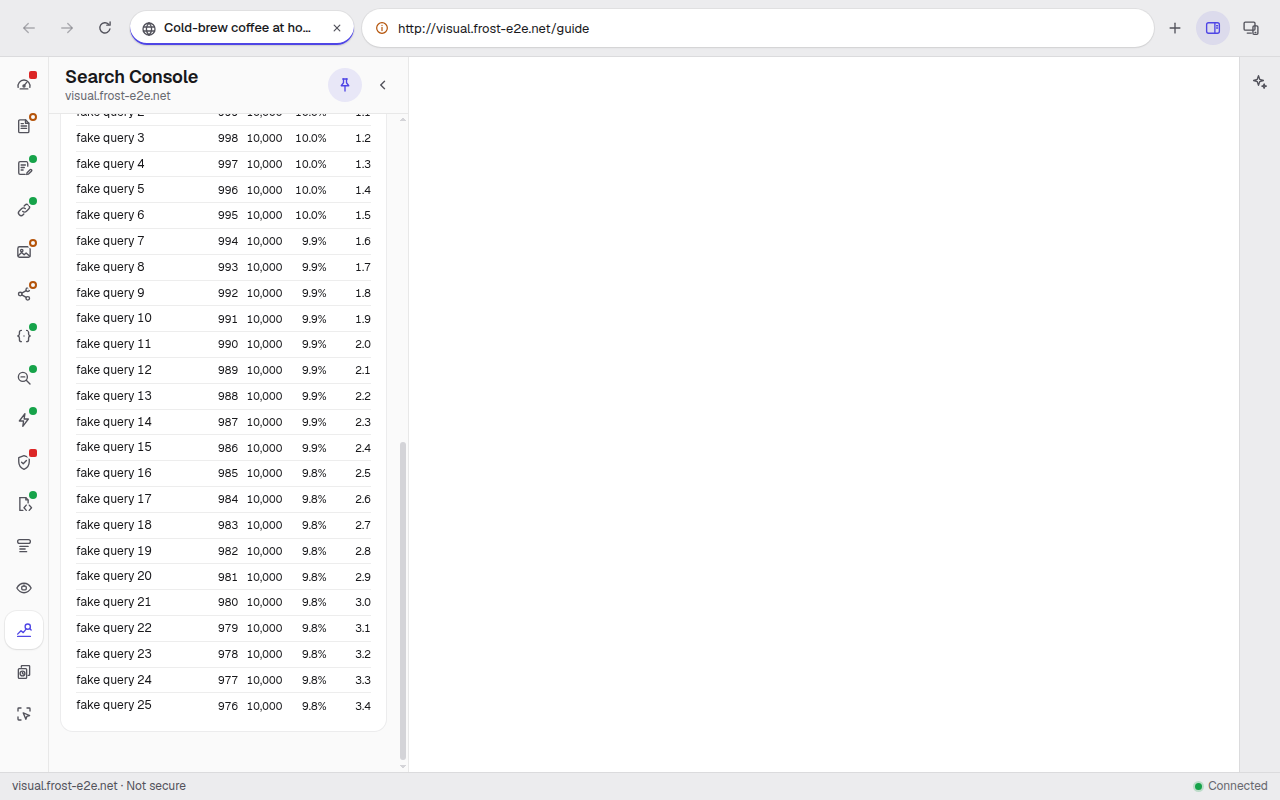 Cold-brew coffee at ho...
http://visual.frost-e2e.net/guide
Search Console
visual.frost-e2e.net
fake query 3 998 10,000 10.0% 1.2
fake query 4 997 10,000 10.0% 1.3
fake query 5 996 10,000 10.0% 1.4
fake query 6 995 10,000 10.0% 1.5
fake query 7 994 10,000 9.9% 1.6
fake query 8 993 10,000 9.9% 1.7
fake query 9 992 10,000 9.9% 1.8
fake query 10 991 10,000 9.9% 1.9
fake query 11 990 10,000 9.9% 2.0
fake query 12 989 10,000 9.9% 2.1
fake query 13 988 10,000 9.9% 2.2
fake query 14 987 10,000 9.9% 2.3
fake query 15 986 10,000 9.9% 2.4
fake query 16 985 10,000 9.8% 2.5
fake query 17 984 10,000 9.8% 2.6
fake query 18 983 10,000 9.8% 2.7
fake query 19 982 10,000 9.8% 2.8
fake query 20 981 10,000 9.8% 2.9
fake query 21 980 10,000 9.8% 3.0
fake query 22 979 10,000 9.8% 3.1
fake query 23 978 10,000 9.8% 3.2
fake query 24 977 10,000 9.8% 3.3
fake query 25 976 10,000 9.8% 3.4
visual.frost-e2e.net · Not secure
Connected